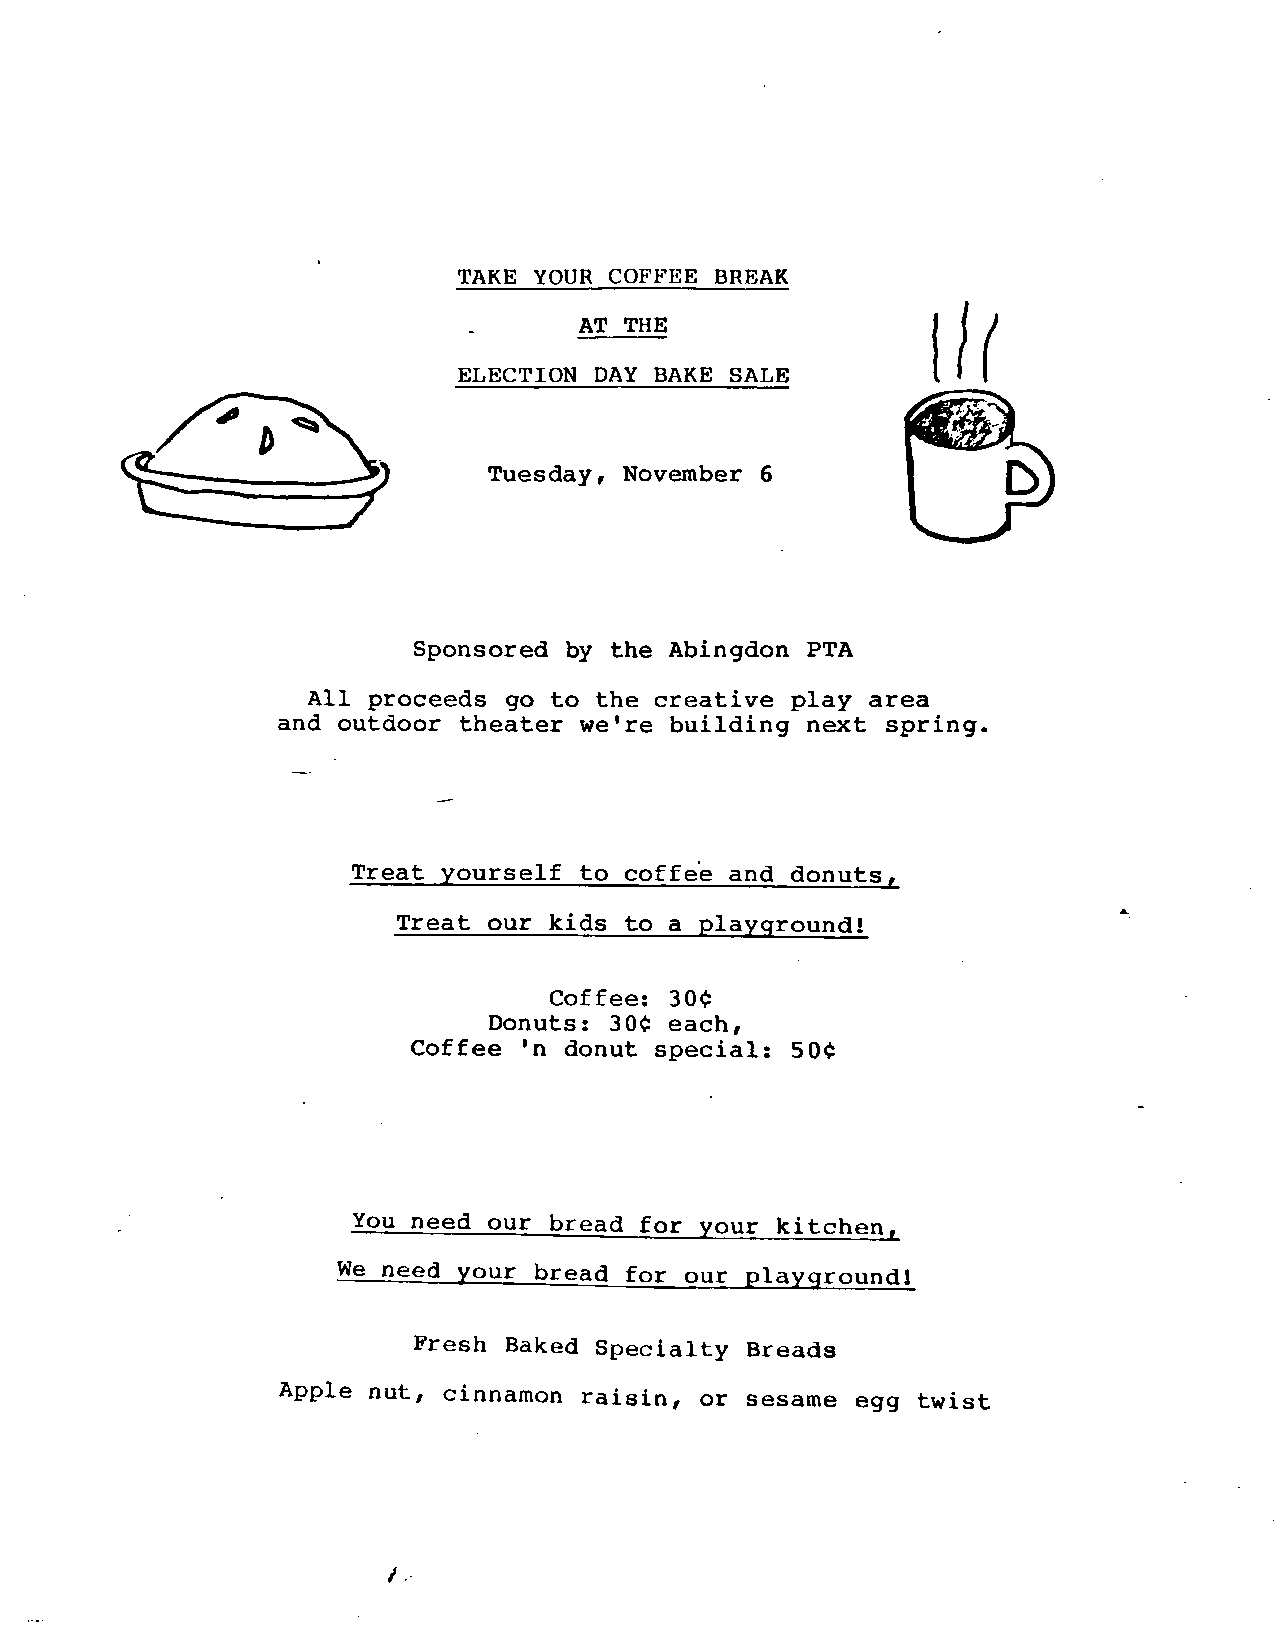 TAKE YOUR COFFEE BREAK
AT THE
ELECTION DAY BAKE SALE
Tuesday, November 6
Sponsored by the Abingdon PTA
All proceeds go to the creative play area
and outdoor theater we're building next spring.
Treat yourself to coffee and donuts,
Treat our kids to a playground!
Coffee: 30¢
Donuts: 30¢ each,
Coffee 'n donut special: 50¢
You need our bread for your kitchen,
We need your bread for our playground!
Fresh Baked Specialty Breads
Apple nut, cinnamon raisin, or sesame egg twist